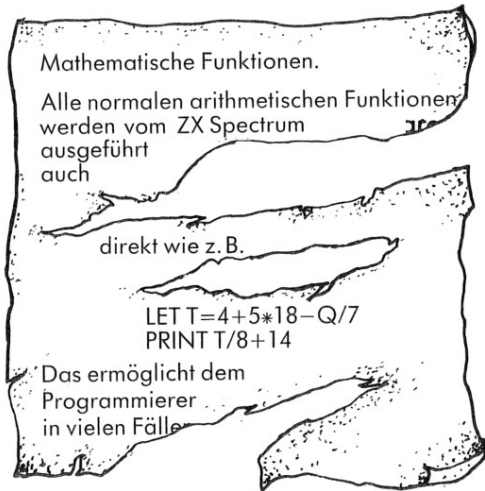 Mathematische Funktionen.
Alle normalen arithmetischen Funktionen
werden vom ZX Spectrum
ausgeführt
auch
direkt wie z.B.
LET T=4+5*18−Q/7
PRINT T/8+14
Das ermöglicht dem
Programmierer
in vielen